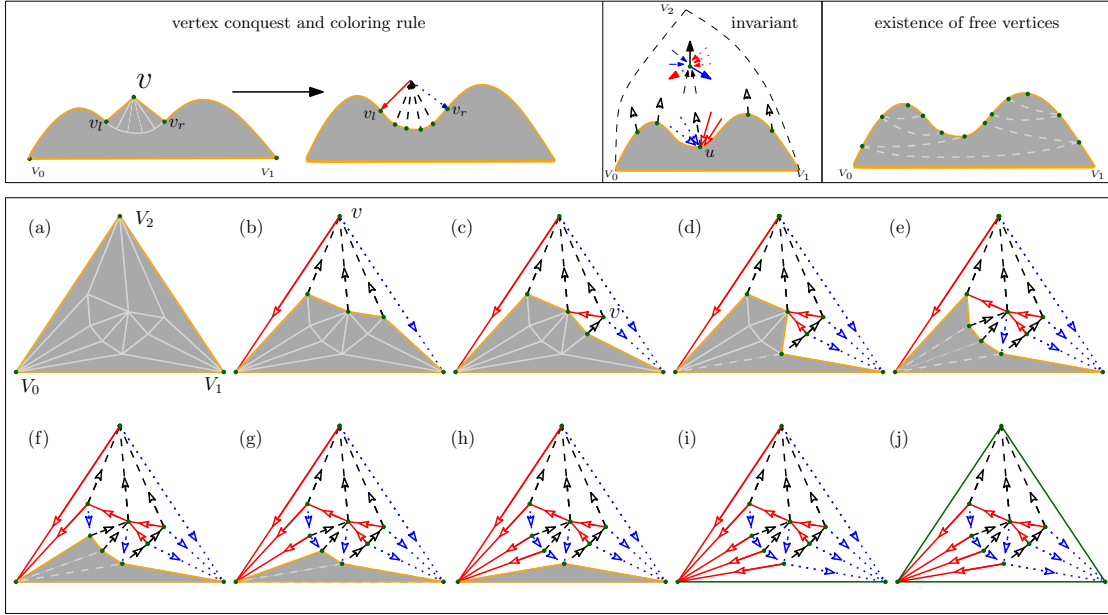 vertex conquest and coloring rule
v
v_l v_r
V_0 V_1
v_l v_r
invariant
V_2
u
V_0 V_1
existence of free vertices
V_0 V_1
(a) V_2
V_0 V_1
(b) v
(c) v
(d)
(e)
(f)
(g)
(h)
(i)
(j)